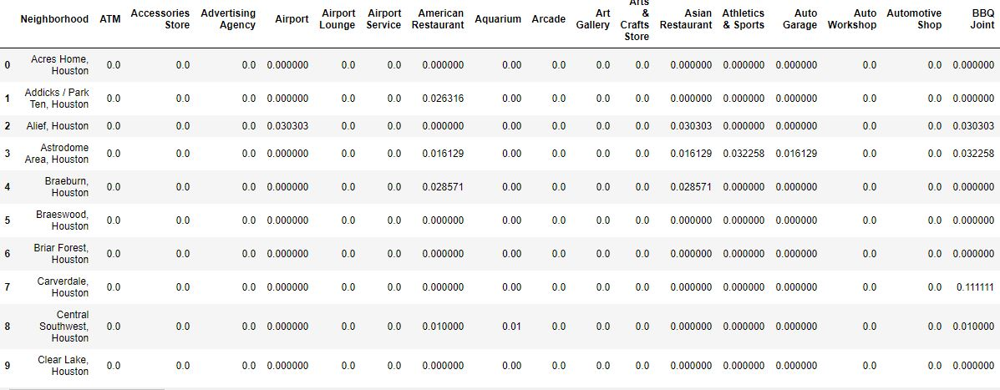 Neighborhood ATM Accessories Store Advertising Agency Airport Airport Lounge Airport Service American Restaurant Aquarium Arcade Art Gallery Arts & Crafts Store Asian Restaurant Athletics & Sports Auto Garage Auto Workshop Automotive Shop BBQ Joint
0 Acres Home, Houston 0.0 0.0 0.0 0.000000 0.0 0.0 0.000000 0.00 0.0 0.0 0.0 0.000000 0.000000 0.000000 0.0 0.0 0.000000
1 Addicks / Park Ten, Houston 0.0 0.0 0.0 0.000000 0.0 0.0 0.026316 0.00 0.0 0.0 0.0 0.000000 0.000000 0.000000 0.0 0.0 0.000000
2 Alief, Houston 0.0 0.0 0.0 0.030303 0.0 0.0 0.000000 0.00 0.0 0.0 0.0 0.030303 0.000000 0.000000 0.0 0.0 0.030303
3 Astrodome Area, Houston 0.0 0.0 0.0 0.000000 0.0 0.0 0.016129 0.00 0.0 0.0 0.0 0.016129 0.032258 0.016129 0.0 0.0 0.032258
4 Braeburn, Houston 0.0 0.0 0.0 0.000000 0.0 0.0 0.028571 0.00 0.0 0.0 0.0 0.028571 0.000000 0.000000 0.0 0.0 0.000000
5 Braeswood, Houston 0.0 0.0 0.0 0.000000 0.0 0.0 0.000000 0.00 0.0 0.0 0.0 0.000000 0.000000 0.000000 0.0 0.0 0.000000
6 Briar Forest, Houston 0.0 0.0 0.0 0.000000 0.0 0.0 0.000000 0.00 0.0 0.0 0.0 0.000000 0.000000 0.000000 0.0 0.0 0.000000
7 Carverdale, Houston 0.0 0.0 0.0 0.000000 0.0 0.0 0.000000 0.00 0.0 0.0 0.0 0.000000 0.000000 0.000000 0.0 0.0 0.111111
8 Central Southwest, Houston 0.0 0.0 0.0 0.000000 0.0 0.0 0.010000 0.01 0.0 0.0 0.0 0.000000 0.000000 0.000000 0.0 0.0 0.010000
9 Clear Lake, Houston 0.0 0.0 0.0 0.000000 0.0 0.0 0.000000 0.00 0.0 0.0 0.0 0.000000 0.000000 0.000000 0.0 0.0 0.000000